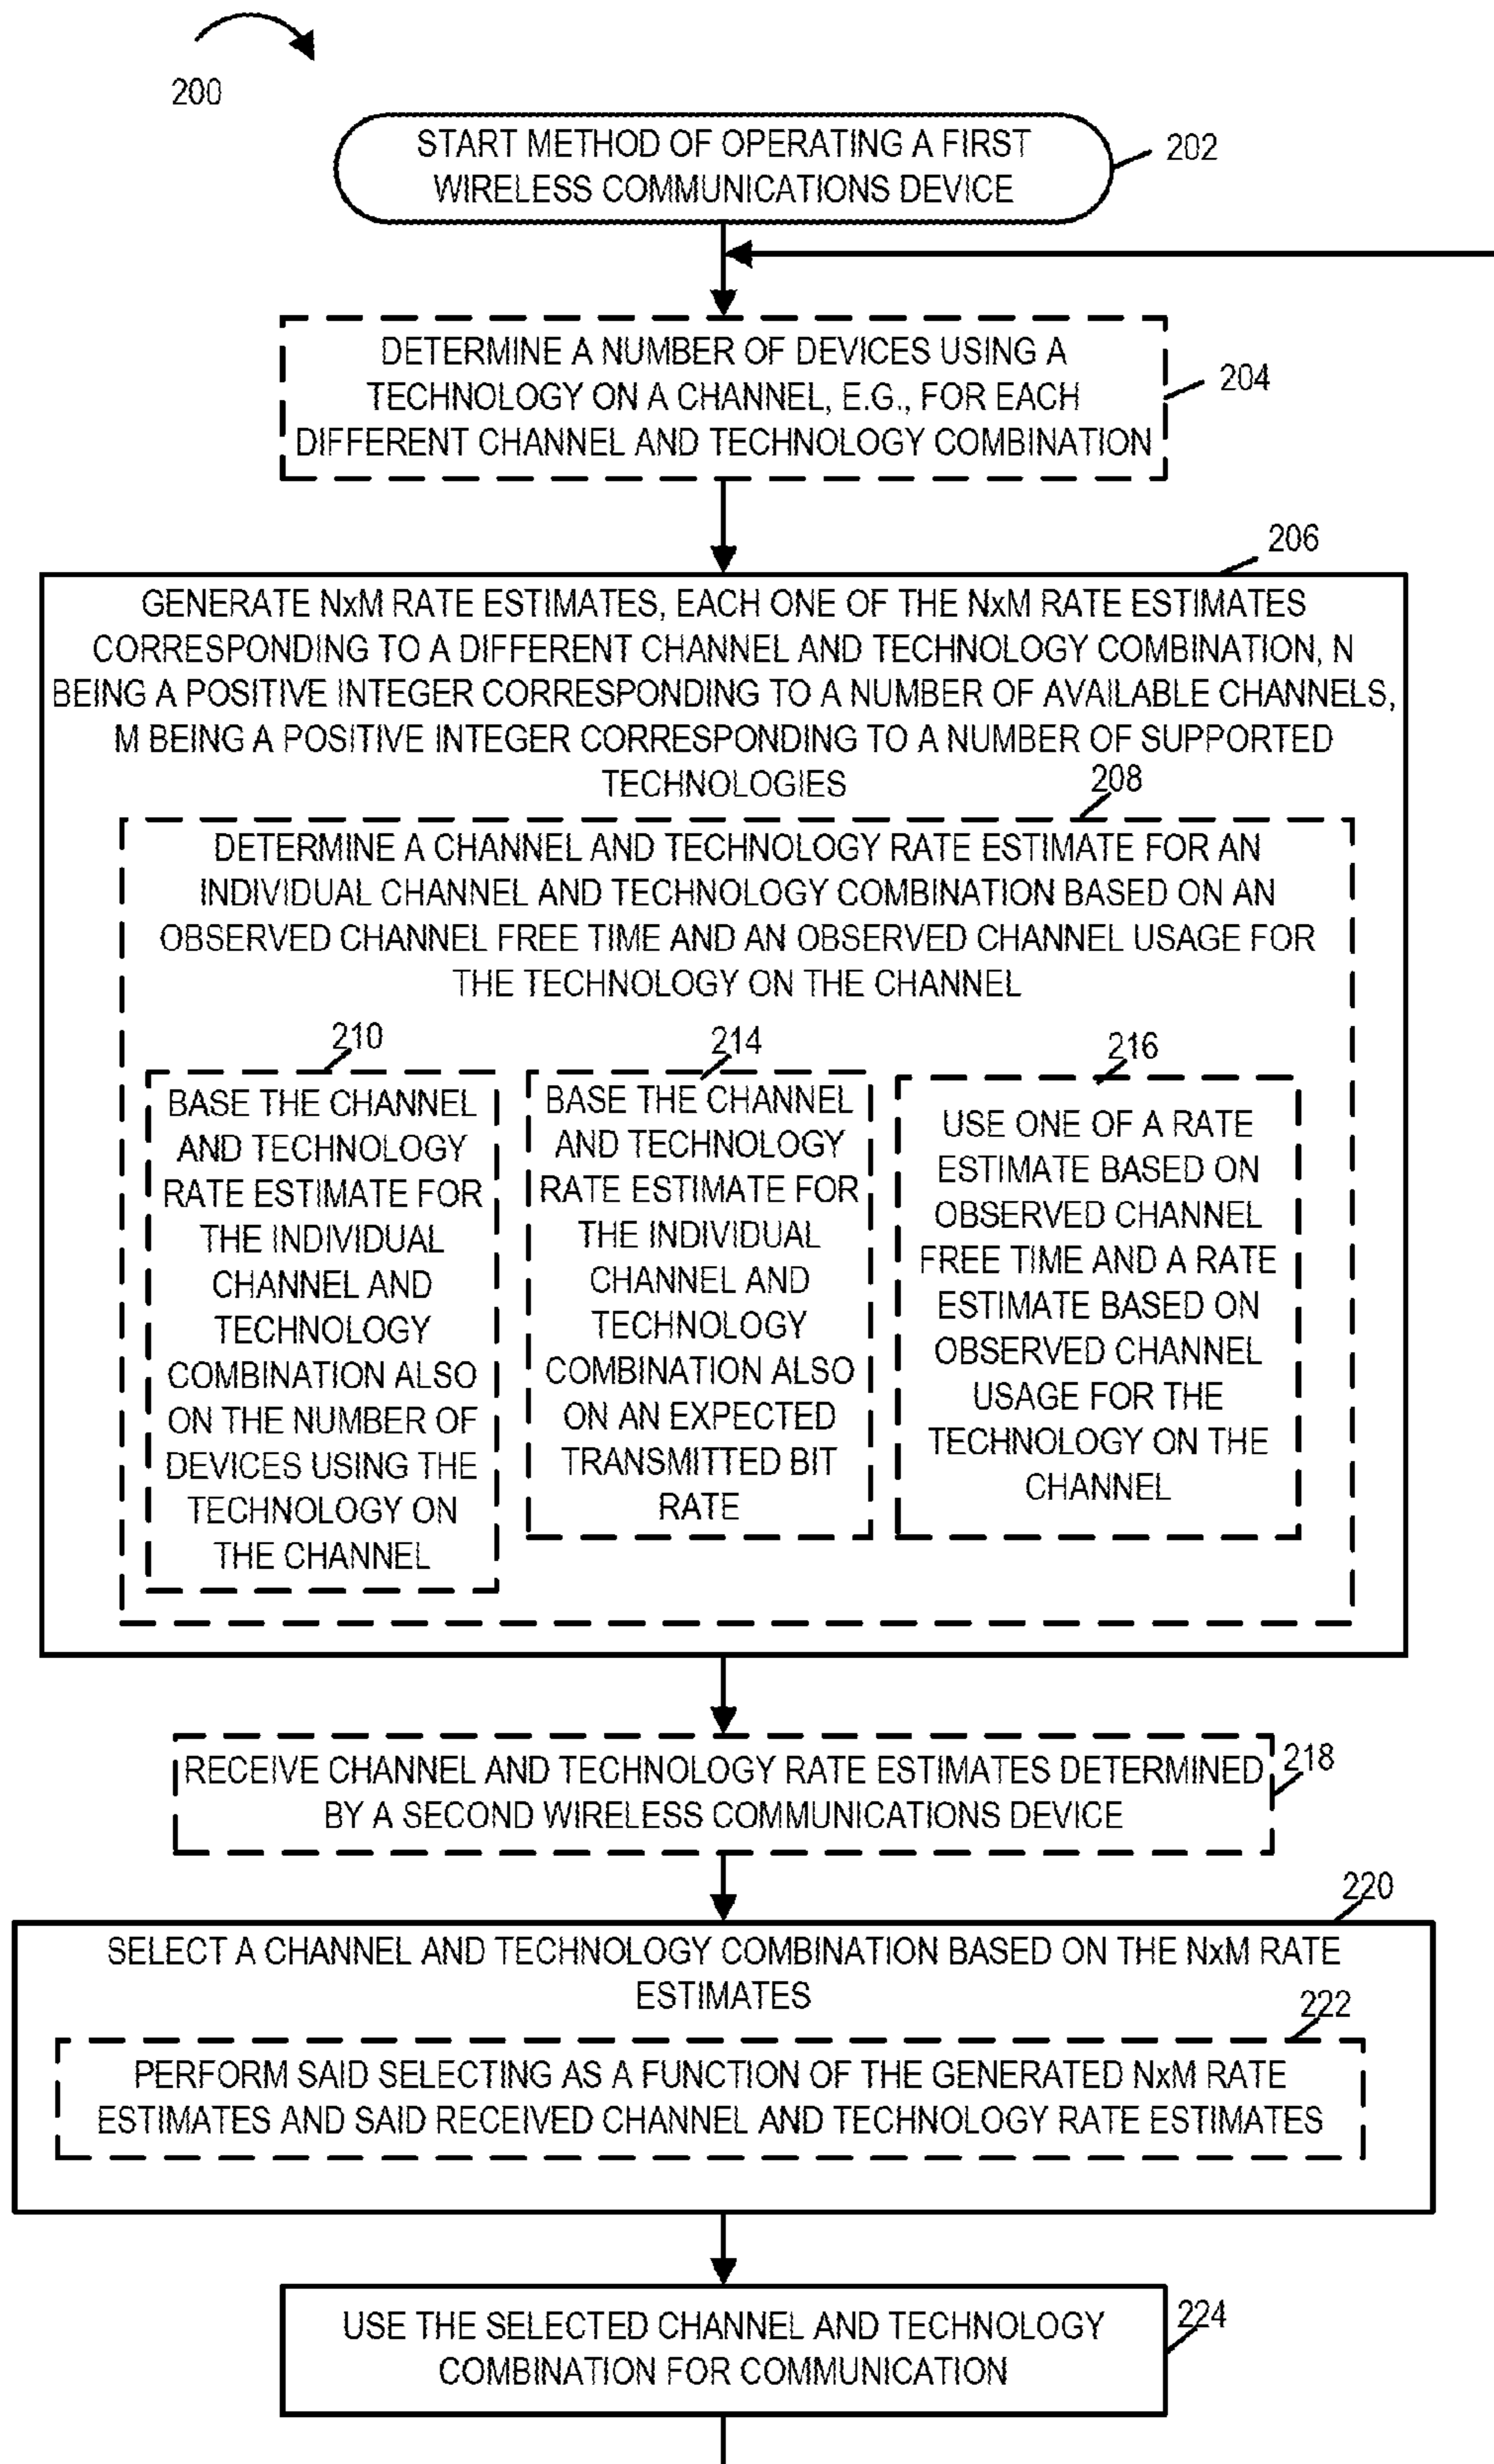 200
START METHOD OF OPERATING A FIRST
WIRELESS COMMUNICATIONS DEVICE
202
DETERMINE A NUMBER OF DEVICES USING A
TECHNOLOGY ON A CHANNEL, E.G., FOR EACH
DIFFERENT CHANNEL AND TECHNOLOGY COMBINATION
204
206
GENERATE NxM RATE ESTIMATES, EACH ONE OF THE NxM RATE ESTIMATES
CORRESPONDING TO A DIFFERENT CHANNEL AND TECHNOLOGY COMBINATION, N
BEING A POSITIVE INTEGER CORRESPONDING TO A NUMBER OF AVAILABLE CHANNELS,
M BEING A POSITIVE INTEGER CORRESPONDING TO A NUMBER OF SUPPORTED
TECHNOLOGIES
208
DETERMINE A CHANNEL AND TECHNOLOGY RATE ESTIMATE FOR AN
INDIVIDUAL CHANNEL AND TECHNOLOGY COMBINATION BASED ON AN
OBSERVED CHANNEL FREE TIME AND AN OBSERVED CHANNEL USAGE FOR
THE TECHNOLOGY ON THE CHANNEL
210
BASE THE CHANNEL
AND TECHNOLOGY
RATE ESTIMATE FOR
THE INDIVIDUAL
CHANNEL AND
TECHNOLOGY
COMBINATION ALSO
ON THE NUMBER OF
DEVICES USING THE
TECHNOLOGY ON
THE CHANNEL
214
BASE THE CHANNEL
AND TECHNOLOGY
RATE ESTIMATE FOR
THE INDIVIDUAL
CHANNEL AND
TECHNOLOGY
COMBINATION ALSO
ON AN EXPECTED
TRANSMITTED BIT
RATE
216
USE ONE OF A RATE
ESTIMATE BASED ON
OBSERVED CHANNEL
FREE TIME AND A RATE
ESTIMATE BASED ON
OBSERVED CHANNEL
USAGE FOR THE
TECHNOLOGY ON THE
CHANNEL
RECEIVE CHANNEL AND TECHNOLOGY RATE ESTIMATES DETERMINED
BY A SECOND WIRELESS COMMUNICATIONS DEVICE
218
220
SELECT A CHANNEL AND TECHNOLOGY COMBINATION BASED ON THE NxM RATE
ESTIMATES
222
PERFORM SAID SELECTING AS A FUNCTION OF THE GENERATED NxM RATE
ESTIMATES AND SAID RECEIVED CHANNEL AND TECHNOLOGY RATE ESTIMATES
USE THE SELECTED CHANNEL AND TECHNOLOGY
COMBINATION FOR COMMUNICATION
224